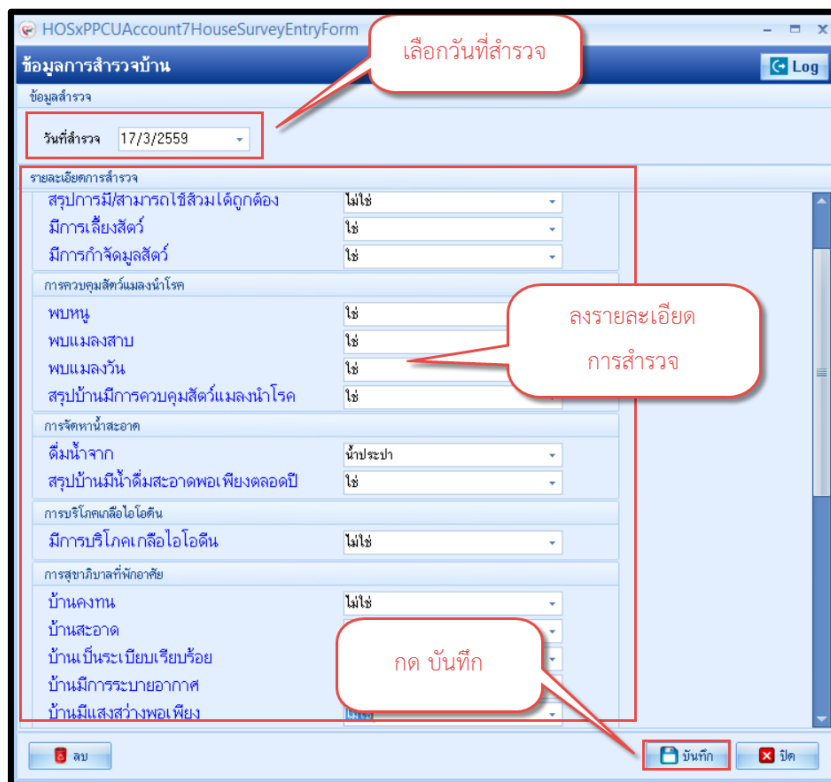 HOSxPPCUAccount7HouseSurveyEntryForm
เลือกวันที่สำรวจ
ข้อมูลการสำรวจบ้าน
Log
ข้อมูลสำรวจ
วันที่สำรวจ 17/3/2559
รายละเอียดการสำรวจ
สรุปการมี/สามารถใช้ส้วมได้ถูกต้อง ไม่ใช่
มีการเลี้ยงสัตว์ ใช่
มีการกำจัดมูลสัตว์ ใช่
การควบคุมสัตว์แมลงนำโรค
พบหนู ใช่
พบแมลงสาบ ใช่
พบแมลงวัน ใช่
สรุปบ้านมีการควบคุมสัตว์แมลงนำโรค ใช่
ลงรายละเอียด
การสำรวจ
การจัดหาน้ำสะอาด
ดื่มน้ำจาก น้ำประปา
สรุปบ้านมีน้ำดื่มสะอาดพอเพียงตลอดปี ใช่
การบริโภคเกลือไอโอดีน
มีการบริโภคเกลือไอโอดีน ไม่ใช่
การสุขาภิบาลที่พักอาศัย
บ้านคงทน ไม่ใช่
บ้านสะอาด
บ้านเป็นระเบียบเรียบร้อย
บ้านมีการระบายอากาศ
บ้านมีแสงสว่างพอเพียง
กด บันทึก
ลบ
บันทึก
ปิด